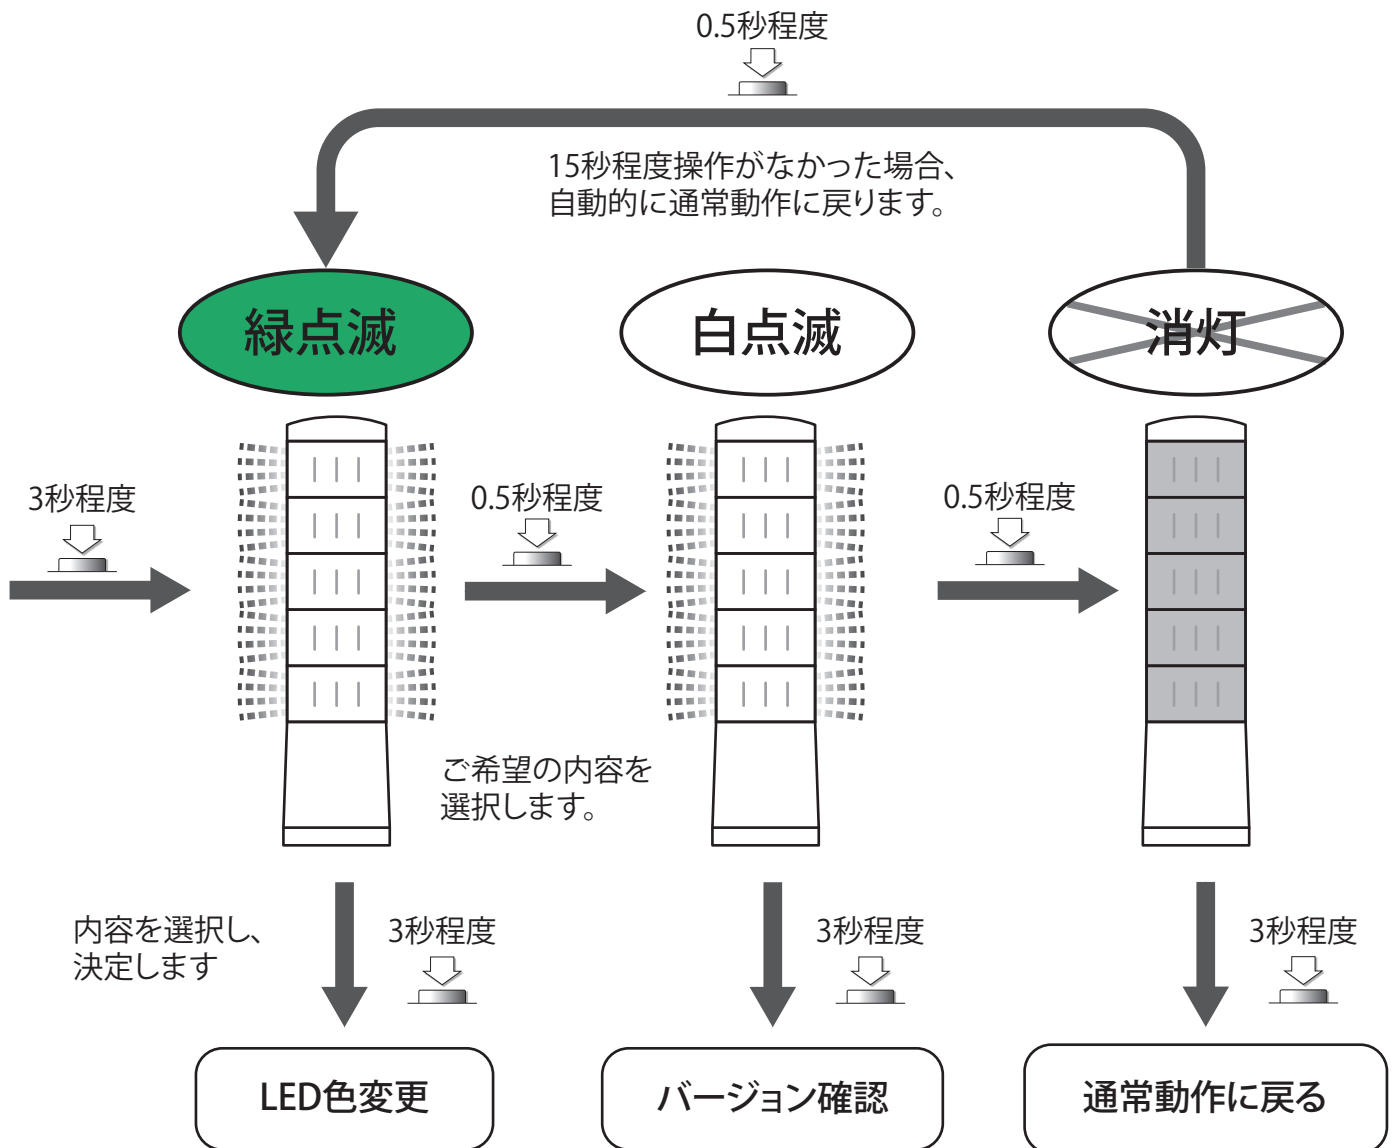 0.5秒程度
15秒程度操作がなかった場合、
自動的に通常動作に戻ります。
緑点滅
白点滅
消灯
3秒程度
0.5秒程度
0.5秒程度
ご希望の内容を
選択します。
内容を選択し、
決定します
3秒程度
3秒程度
3秒程度
LED色変更
バージョン確認
通常動作に戻る